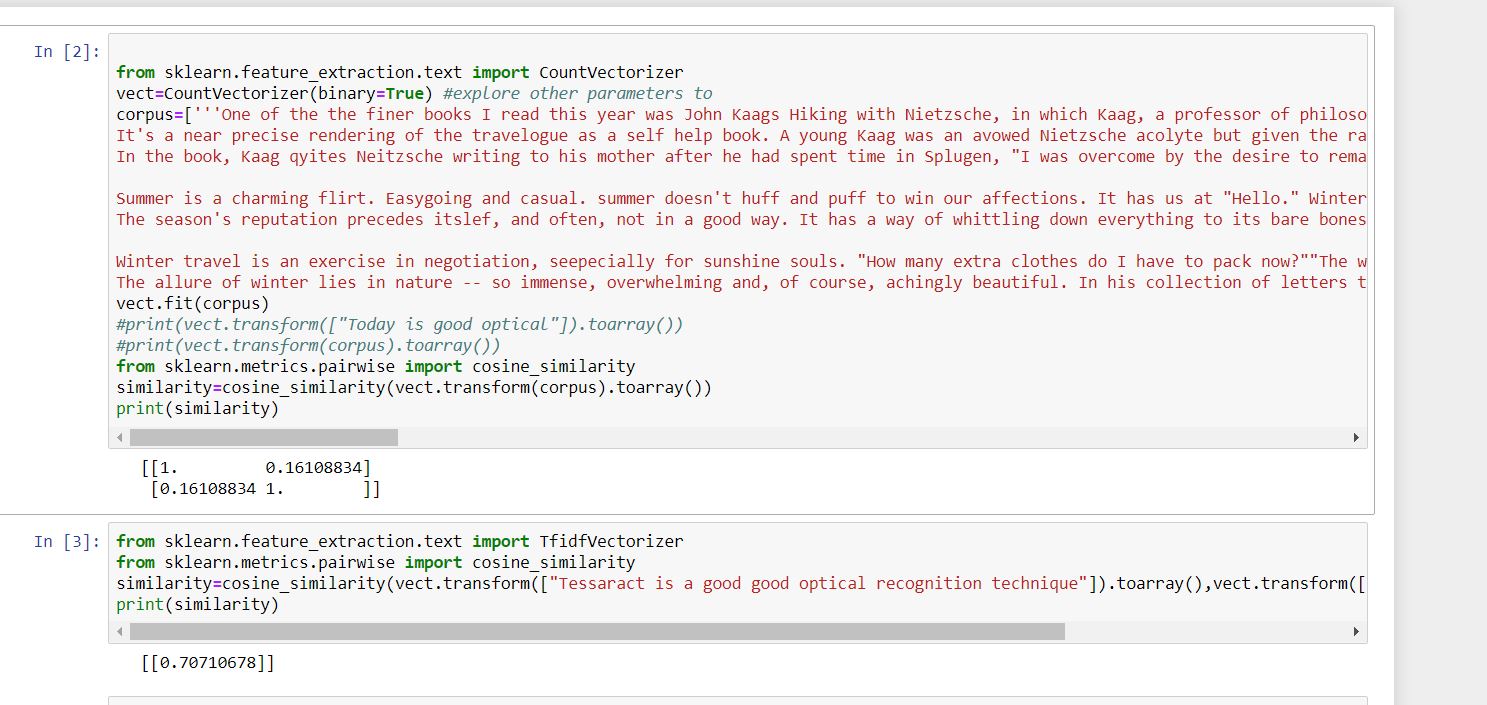 In [2]:
from sklearn.feature_extraction.text import CountVectorizer
vect=CountVectorizer(binary=True) #explore other parameters to
corpus=['''One of the the finer books I read this year was John Kaags Hiking with Nietzsche, in which Kaag, a professor of philoso
It's a near precise rendering of the travelogue as a self help book. A young Kaag was an avowed Nietzsche acolyte but given the ra
In the book, Kaag qyites Neitzsche writing to his mother after he had spent time in Splugen, "I was overcome by the desire to rema
Summer is a charming flirt. Easygoing and casual. summer doesn't huff and puff to win our affections. It has us at "Hello." Winter
The season's reputation precedes itslef, and often, not in a good way. It has a way of whittling down everything to its bare bones
Winter travel is an exercise in negotiation, seepecially for sunshine souls. "How many extra clothes do I have to pack now?""The w
The allure of winter lies in nature -- so immense, overwhelming and, of course, achingly beautiful. In his collection of letters t
vect.fit(corpus)
#print(vect.transform(["Today is good optical"]).toarray())
#print(vect.transform(corpus).toarray())
from sklearn.metrics.pairwise import cosine_similarity
similarity=cosine_similarity(vect.transform(corpus).toarray())
print(similarity)
[[1.         0.16108834]
 [0.16108834 1.        ]]
In [3]:
from sklearn.feature_extraction.text import TfidfVectorizer
from sklearn.metrics.pairwise import cosine_similarity
similarity=cosine_similarity(vect.transform(["Tessaract is a good good optical recognition technique"]).toarray(),vect.transform([
print(similarity)
[[0.70710678]]